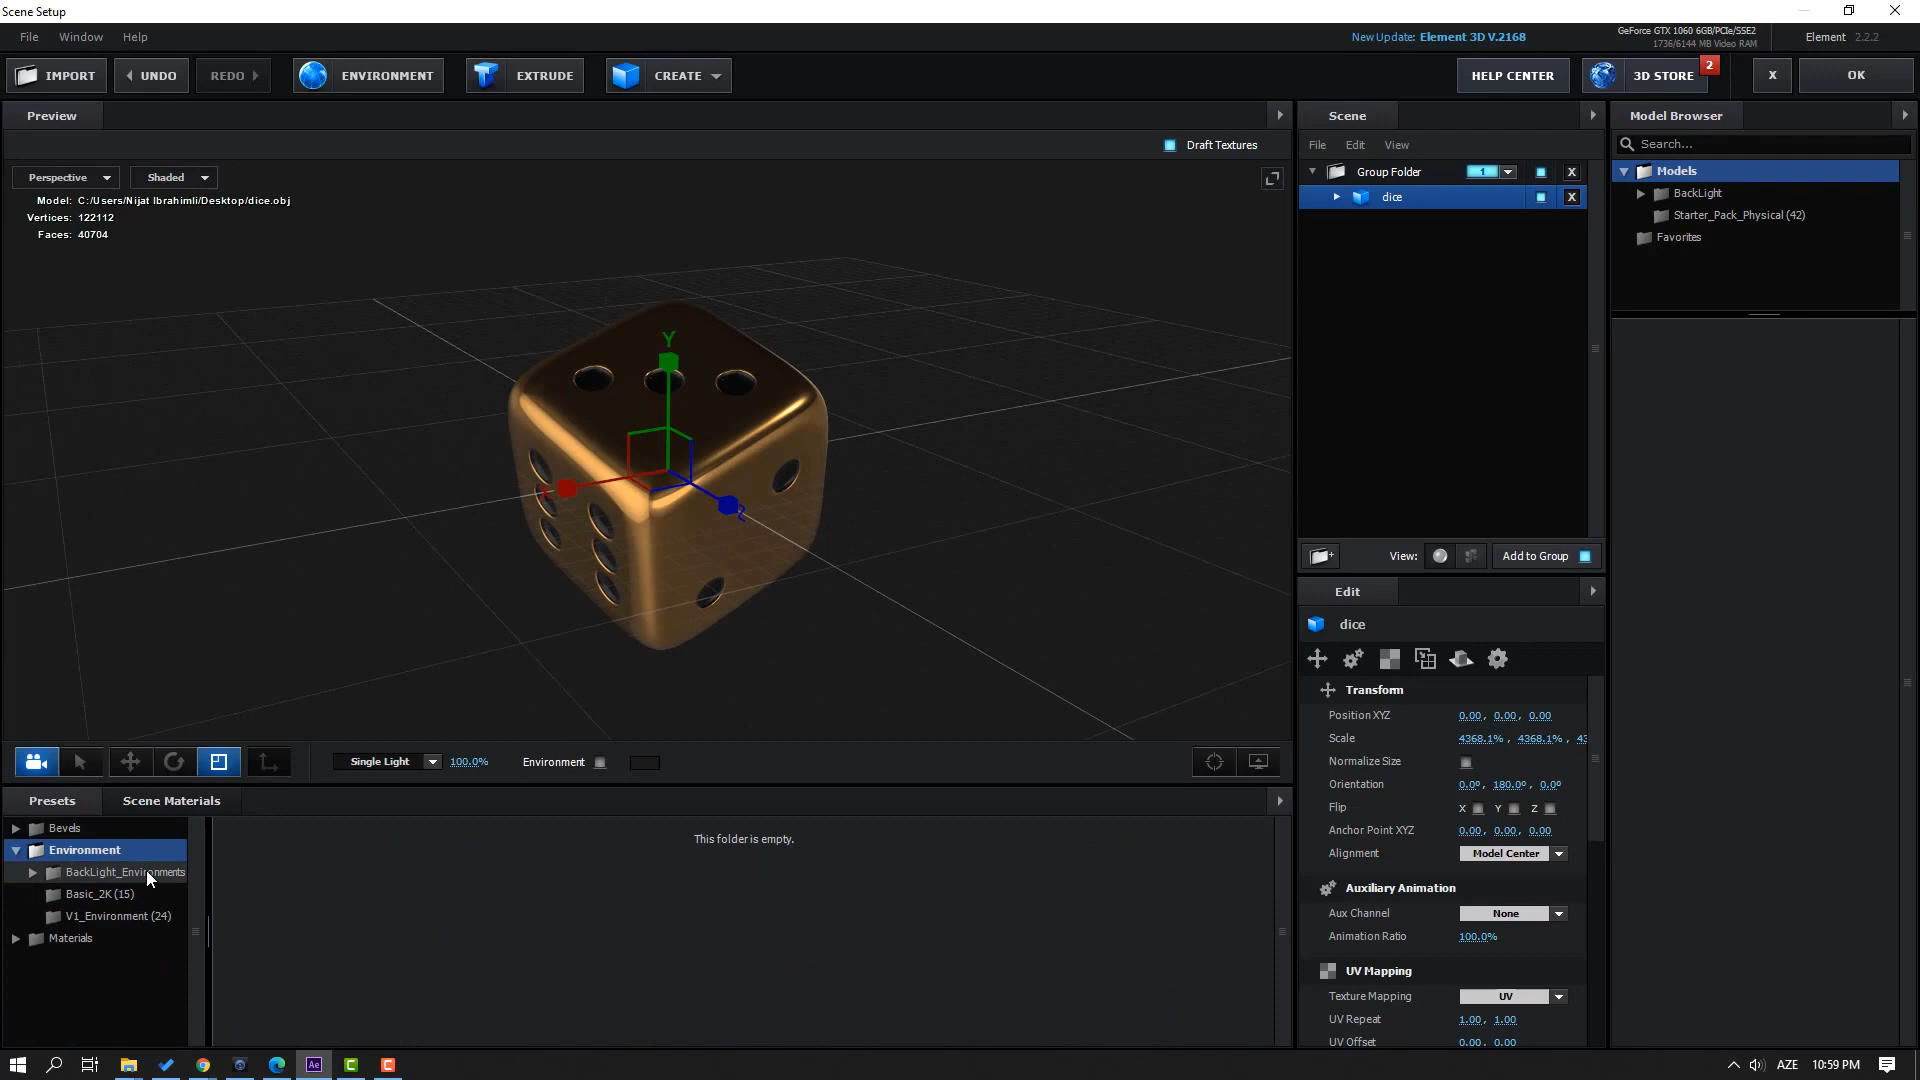 Scene Setup
File Window Help
New Update: Element 3D V.2168
GeForce GTX 1060 6GB/PCIe/SSE2
1736/6144 MB Video RAM
Element 2.2.2
IMPORT UNDO REDO ENVIRONMENT EXTRUDE CREATE HELP CENTER 3D STORE 2 X OK
Preview
Draft Textures
Perspective Shaded
Model: C:/Users/Nijat Ibrahimli/Desktop/dice.obj
Vertices: 122112
Faces: 40704
Y
X
Z
Single Light 100.0% Environment
Presets Scene Materials
Bevels
Environment
BackLight_Environments
Basic_2K (15)
V1_Environment (24)
Materials
This folder is empty.
Scene
File Edit View
Group Folder 1 X
dice X
View: Add to Group
Edit
dice
Transform
Position XYZ 0.00, 0.00, 0.00
Scale 4368.1%, 4368.1%, 43
Normalize Size
Orientation 0.0º, 180.0º, 0.0º
Flip X Y Z
Anchor Point XYZ 0.00, 0.00, 0.00
Alignment Model Center
Auxiliary Animation
Aux Channel None
Animation Ratio 100.0%
UV Mapping
Texture Mapping UV
UV Repeat 1.00, 1.00
UV Offset 0.00, 0.00
Model Browser
Search...
Models
BackLight
Starter_Pack_Physical (42)
Favorites
Ae C C AZE 10:59 PM